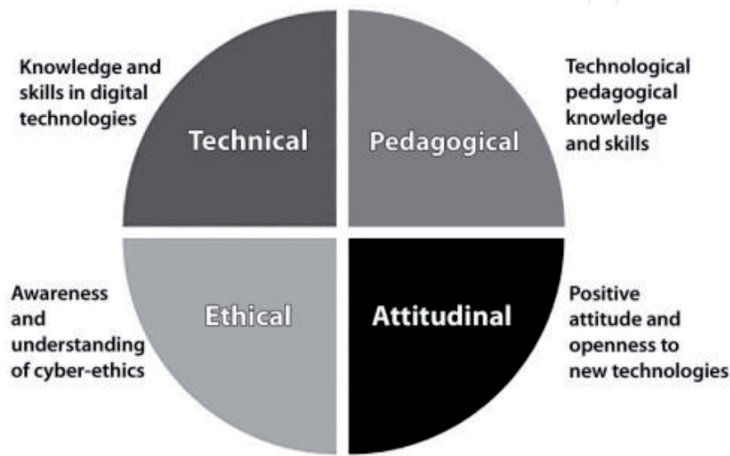 Knowledge and
skills in digital
technologies
Technical
Pedagogical
Technological
pedagogical
knowledge
and skills
Awareness
and
understanding
of cyber-ethics
Ethical
Attitudinal
Positive
attitude and
openness to
new technologies